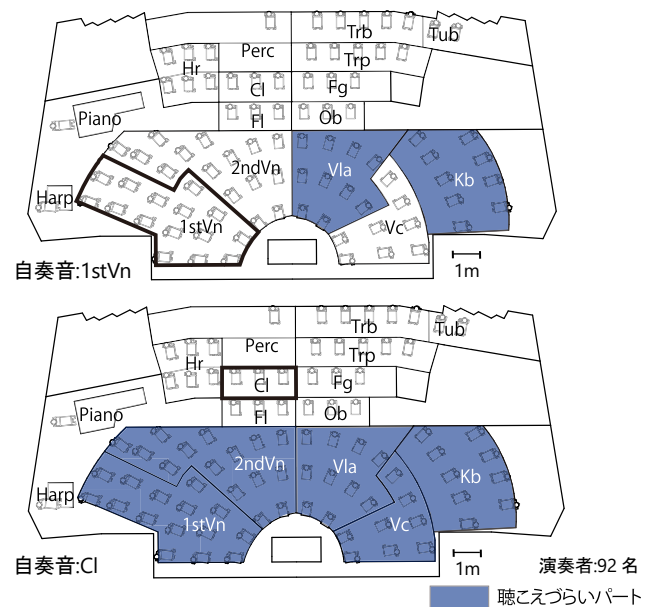 Trb
Tub
Perc
Trp
Hr
Cl
Fg
Piano
Fl
Ob
2ndVn
Vla
Kb
Harp
1stVn
Vc
自奏音:1stVn
1m
Trb
Tub
Perc
Trp
Hr
Cl
Fg
Piano
Fl
Ob
2ndVn
Vla
Kb
Harp
1stVn
Vc
自奏音:Cl
1m
演奏者:92 名
聴こえづらいパート